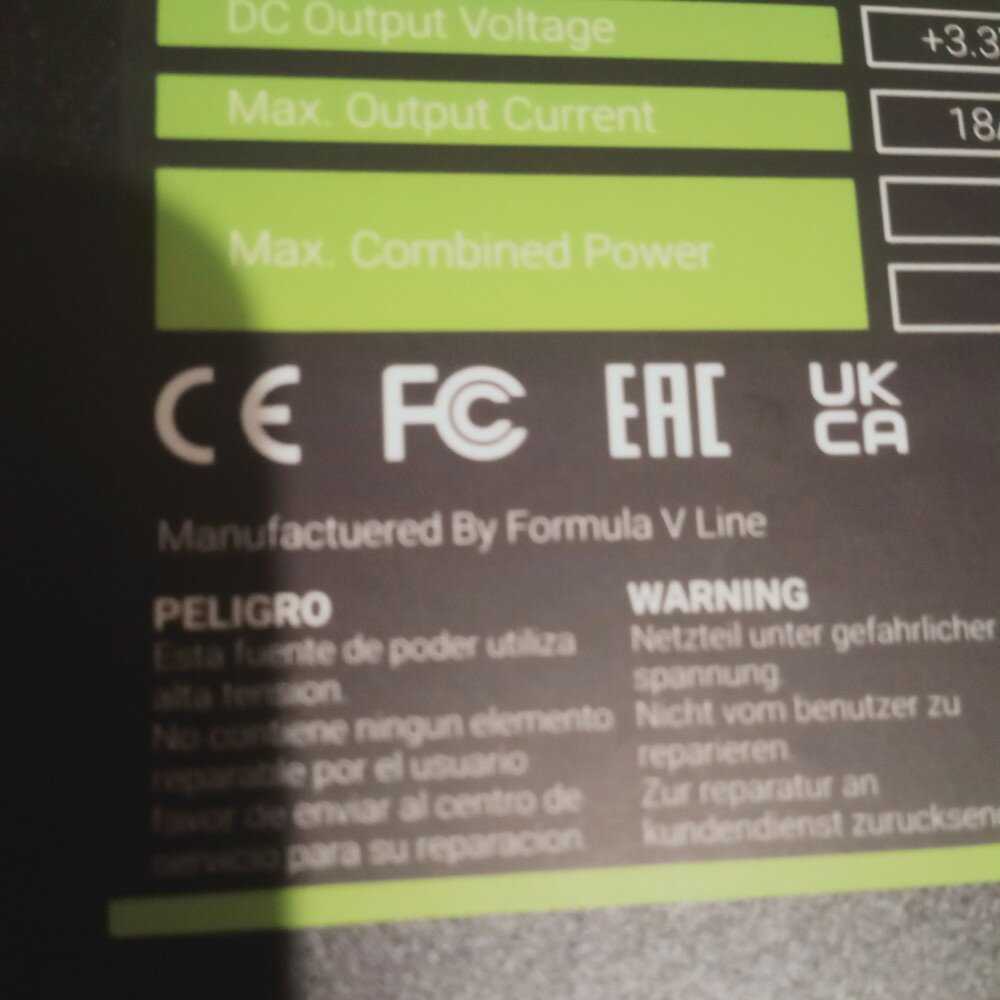 DC Output Voltage
+3.3
Max. Output Current
18
Max. Combined Power
CE FC EAC UK
CA
Manufactuered By Formula V Line
PELIGRO
Esta fuente de poder utiliza
alta tension.
No contiene ningun elemento
reparable por el usuario
favor de enviar al centro de
servicio para su reparacion.
WARNING
Netzteil unter gefahrlicher
spannung.
Nicht vom benutzer zu
reparieren.
Zur reparatur an
kundendienst zurucksen